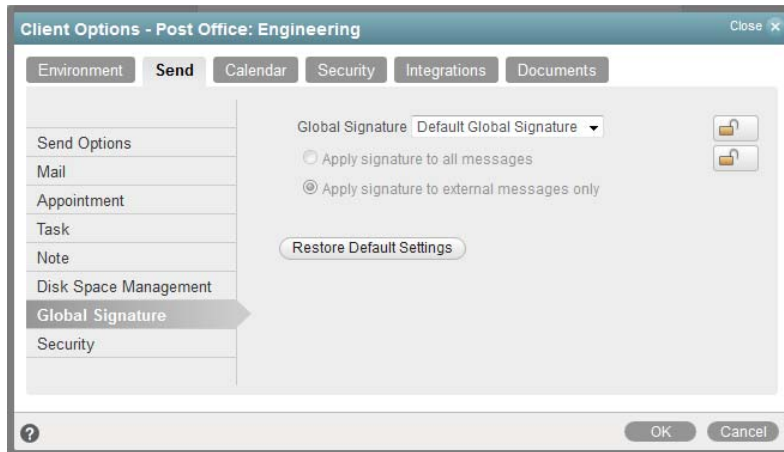 Client Options - Post Office: Engineering
Close
Environment Send Calendar Security Integrations Documents
Global Signature Default Global Signature
Send Options
Apply signature to all messages
Mail
Apply signature to external messages only
Appointment
Task
Restore Default Settings
Note
Disk Space Management
Global Signature
Security
? OK Cancel